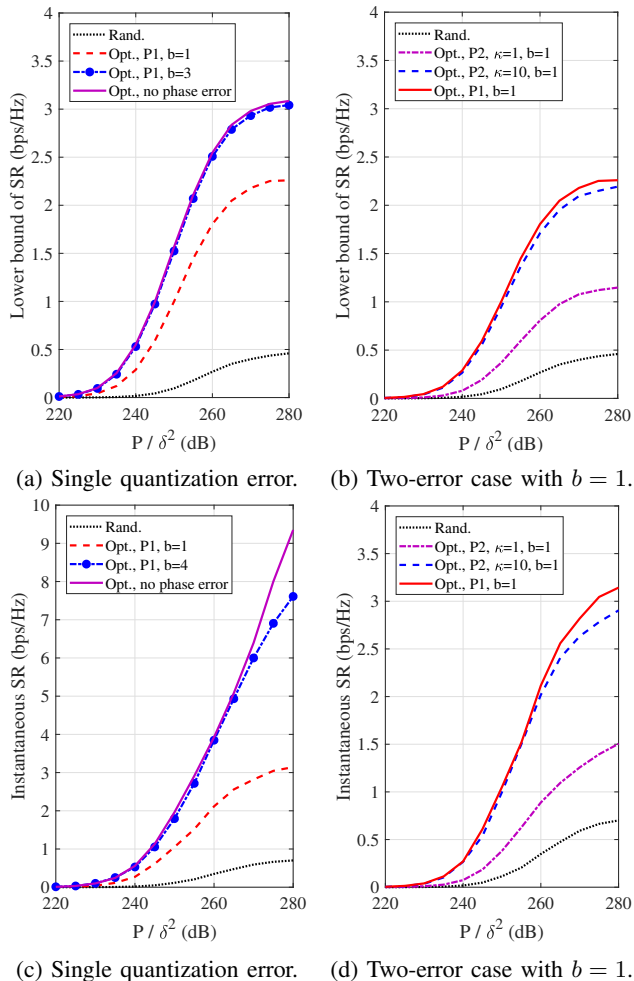 4
3.5
3
2.5
2
1.5
1
0.5
0
220 240 260 280
P / δ² (dB)
Lower bound of SR (bps/Hz)
Rand.
Opt., P1, b=1
Opt., P1, b=3
Opt., no phase error
(a) Single quantization error.
4
3.5
3
2.5
2
1.5
1
0.5
0
220 240 260 280
P / δ² (dB)
Lower bound of SR (bps/Hz)
Rand.
Opt., P2, κ=1, b=1
Opt., P2, κ=10, b=1
Opt., P1, b=1
(b) Two-error case with b = 1.
10
9
8
7
6
5
4
3
2
1
0
220 240 260 280
P / δ² (dB)
Instantaneous SR (bps/Hz)
Rand.
Opt., P1, b=1
Opt., P1, b=4
Opt., no phase error
(c) Single quantization error.
4
3.5
3
2.5
2
1.5
1
0.5
0
220 240 260 280
P / δ² (dB)
Instantaneous SR (bps/Hz)
Rand.
Opt., P2, κ=1, b=1
Opt., P2, κ=10, b=1
Opt., P1, b=1
(d) Two-error case with b = 1.